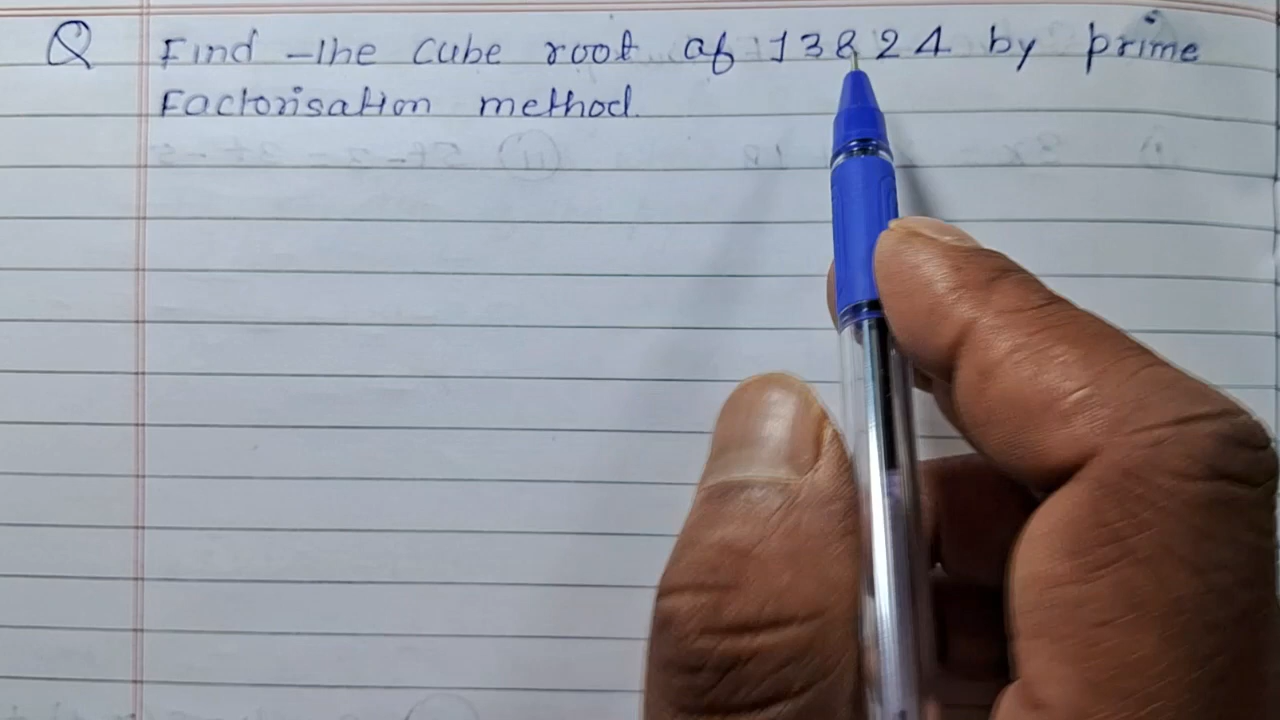 Q Find the cube root of 13824 by prime
Factorisation method.